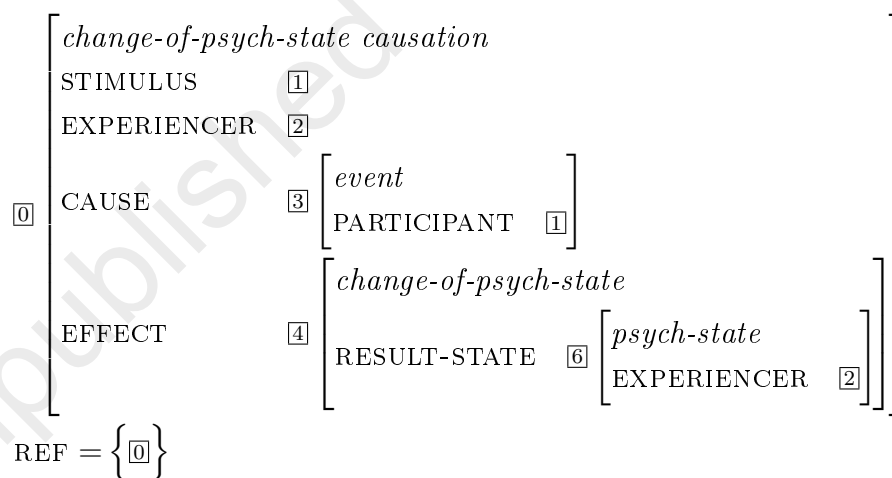 change-of-psych-state causation
STIMULUS 1
EXPERIENCER 2
event
0 CAUSE 3
PARTICIPANT 1
change-of-psych-state
EFFECT 4 RESULT-STATE 6 psych-state
EXPERIENCER 2
REF = {0}